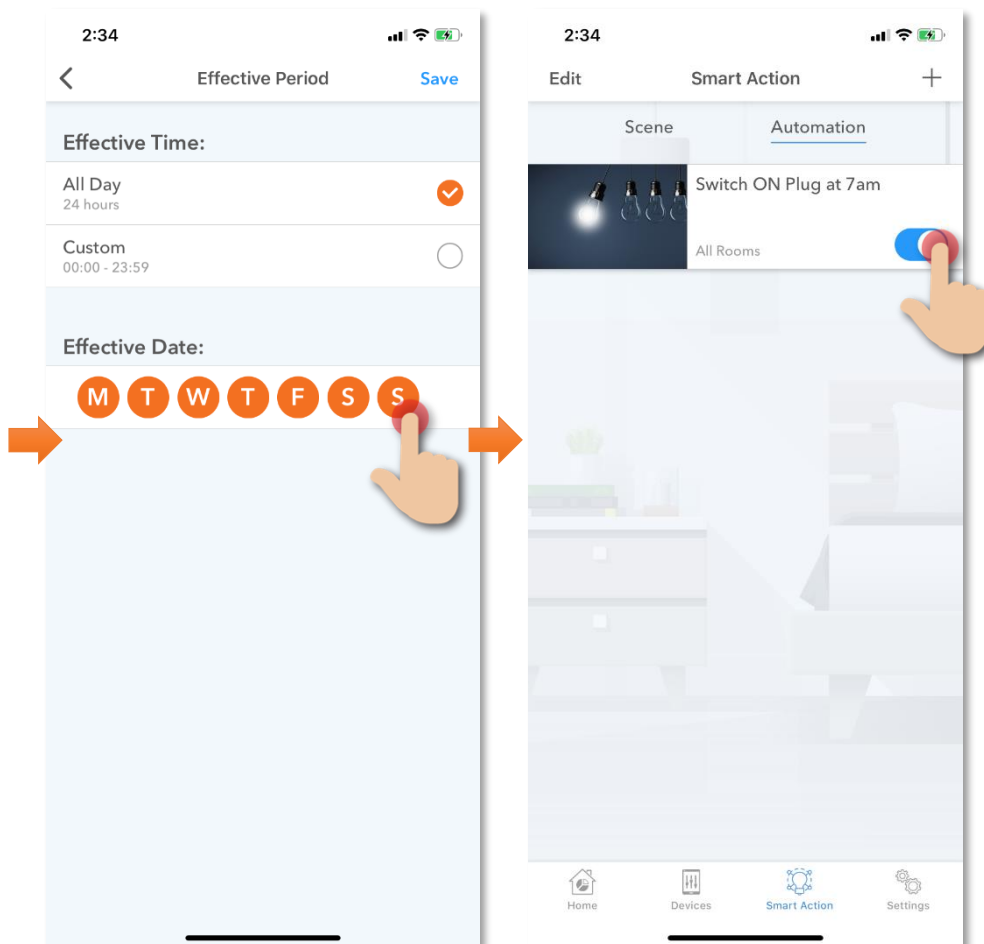 2:34
Effective Period
Save
Effective Time:
All Day
24 hours
Custom
00:00 - 23:59
Effective Date:
M T W T F S S
2:34
Edit
Smart Action
Scene
Automation
Switch ON Plug at 7am
All Rooms
Home
Devices
Smart Action
Settings